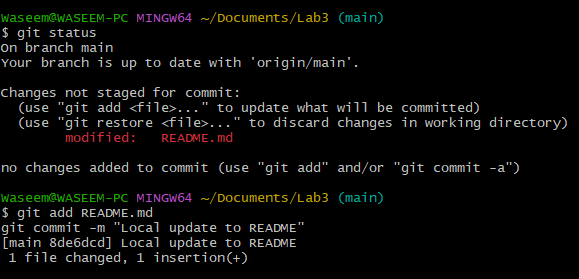 Waseem@WASEEM-PC MINGW64 ~/Documents/Lab3 (main)
$ git status
On branch main
Your branch is up to date with 'origin/main'.

Changes not staged for commit:
  (use "git add <file>..." to update what will be committed)
  (use "git restore <file>..." to discard changes in working directory)
        modified:   README.md

no changes added to commit (use "git add" and/or "git commit -a")

Waseem@WASEEM-PC MINGW64 ~/Documents/Lab3 (main)
$ git add README.md
git commit -m "Local update to README"
[main 8de6dcd] Local update to README
 1 file changed, 1 insertion(+)